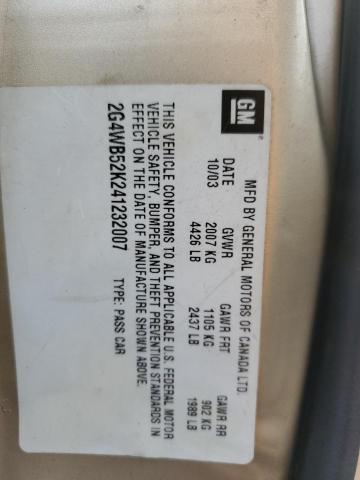 GM
MFD BY GENERAL MOTORS OF CANADA LTD.
DATE GVWR GAWR FRT GAWR RR
10/03 2007 KG 1105 KG 902 KG
4426 LB 2437 LB 1989 LB
THIS VEHICLE CONFORMS TO ALL APPLICABLE U.S. FEDERAL MOTOR
VEHICLE SAFETY, BUMPER, AND THEFT PREVENTION STANDARDS IN
EFFECT ON THE DATE OF MANUFACTURE SHOWN ABOVE.
2G4WB52K241232207 TYPE: PASS CAR